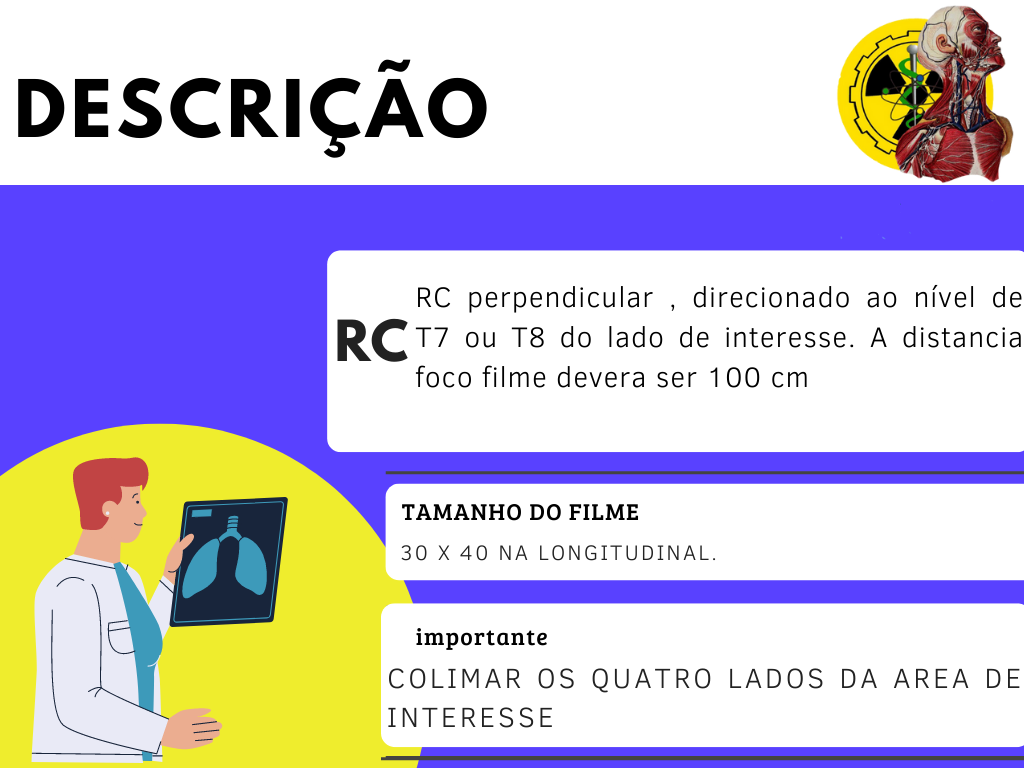 DESCRIÇÃO
RC
RC perpendicular , direcionado ao nível de
T7 ou T8 do lado de interesse. A distancia
foco filme devera ser 100 cm
TAMANHO DO FILME
30 X 40 NA LONGITUDINAL.
importante
COLIMAR OS QUATRO LADOS DA AREA DE
INTERESSE